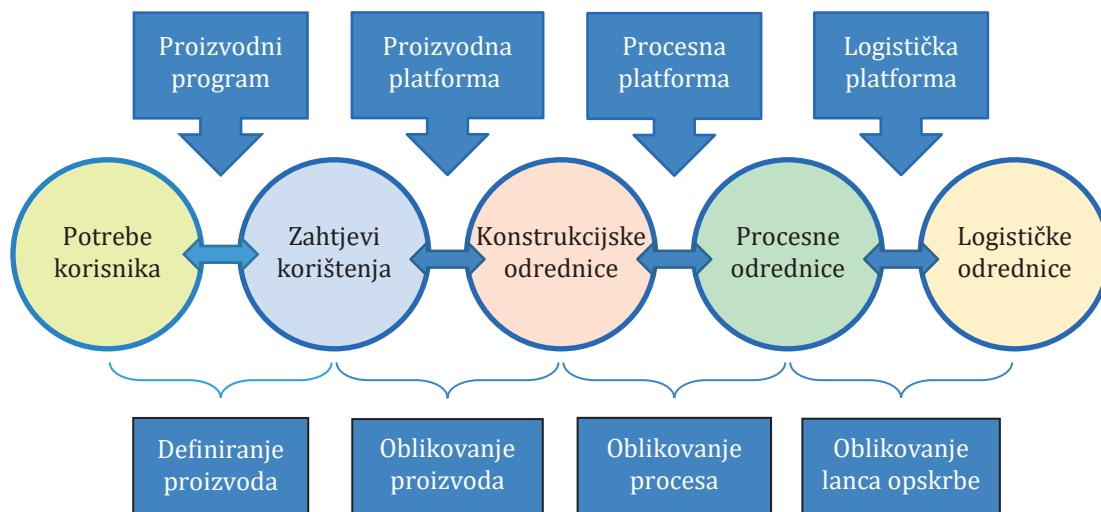 Proizvodni
program
Proizvodna
platforma
Procesna
platforma
Logistička
platforma
Potrebe
korisnika
Zahtjevi
korištenja
Konstrukcijske
odrednice
Procesne
odrednice
Logističke
odrednice
Definiranje
proizvoda
Oblikovanje
proizvoda
Oblikovanje
procesa
Oblikovanje
lanca opskrbe